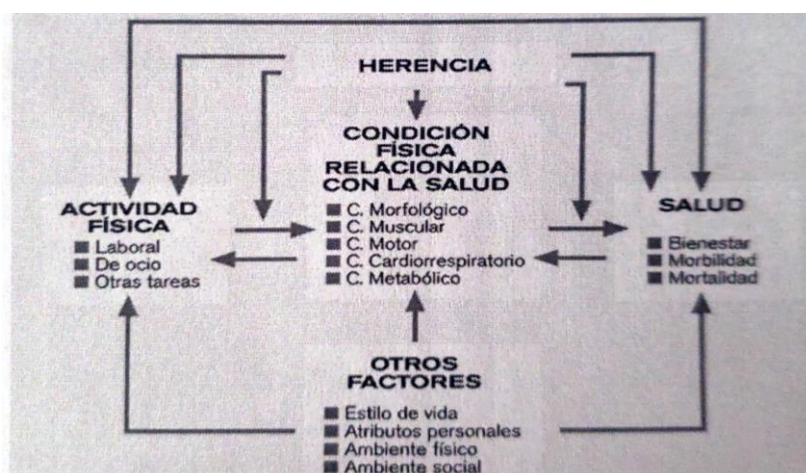 HERENCIA
CONDICIÓN
FÍSICA
RELACIONADA
CON LA SALUD
C. Morfológico
C. Muscular
C. Motor
C. Cardiorrespiratorio
C. Metabólico
ACTIVIDAD
FÍSICA
Laboral
De ocio
Otras tareas
SALUD
Bienestar
Morbilidad
Mortalidad
OTROS
FACTORES
Estilo de vida
Atributos personales
Ambiente físico
Ambiente social